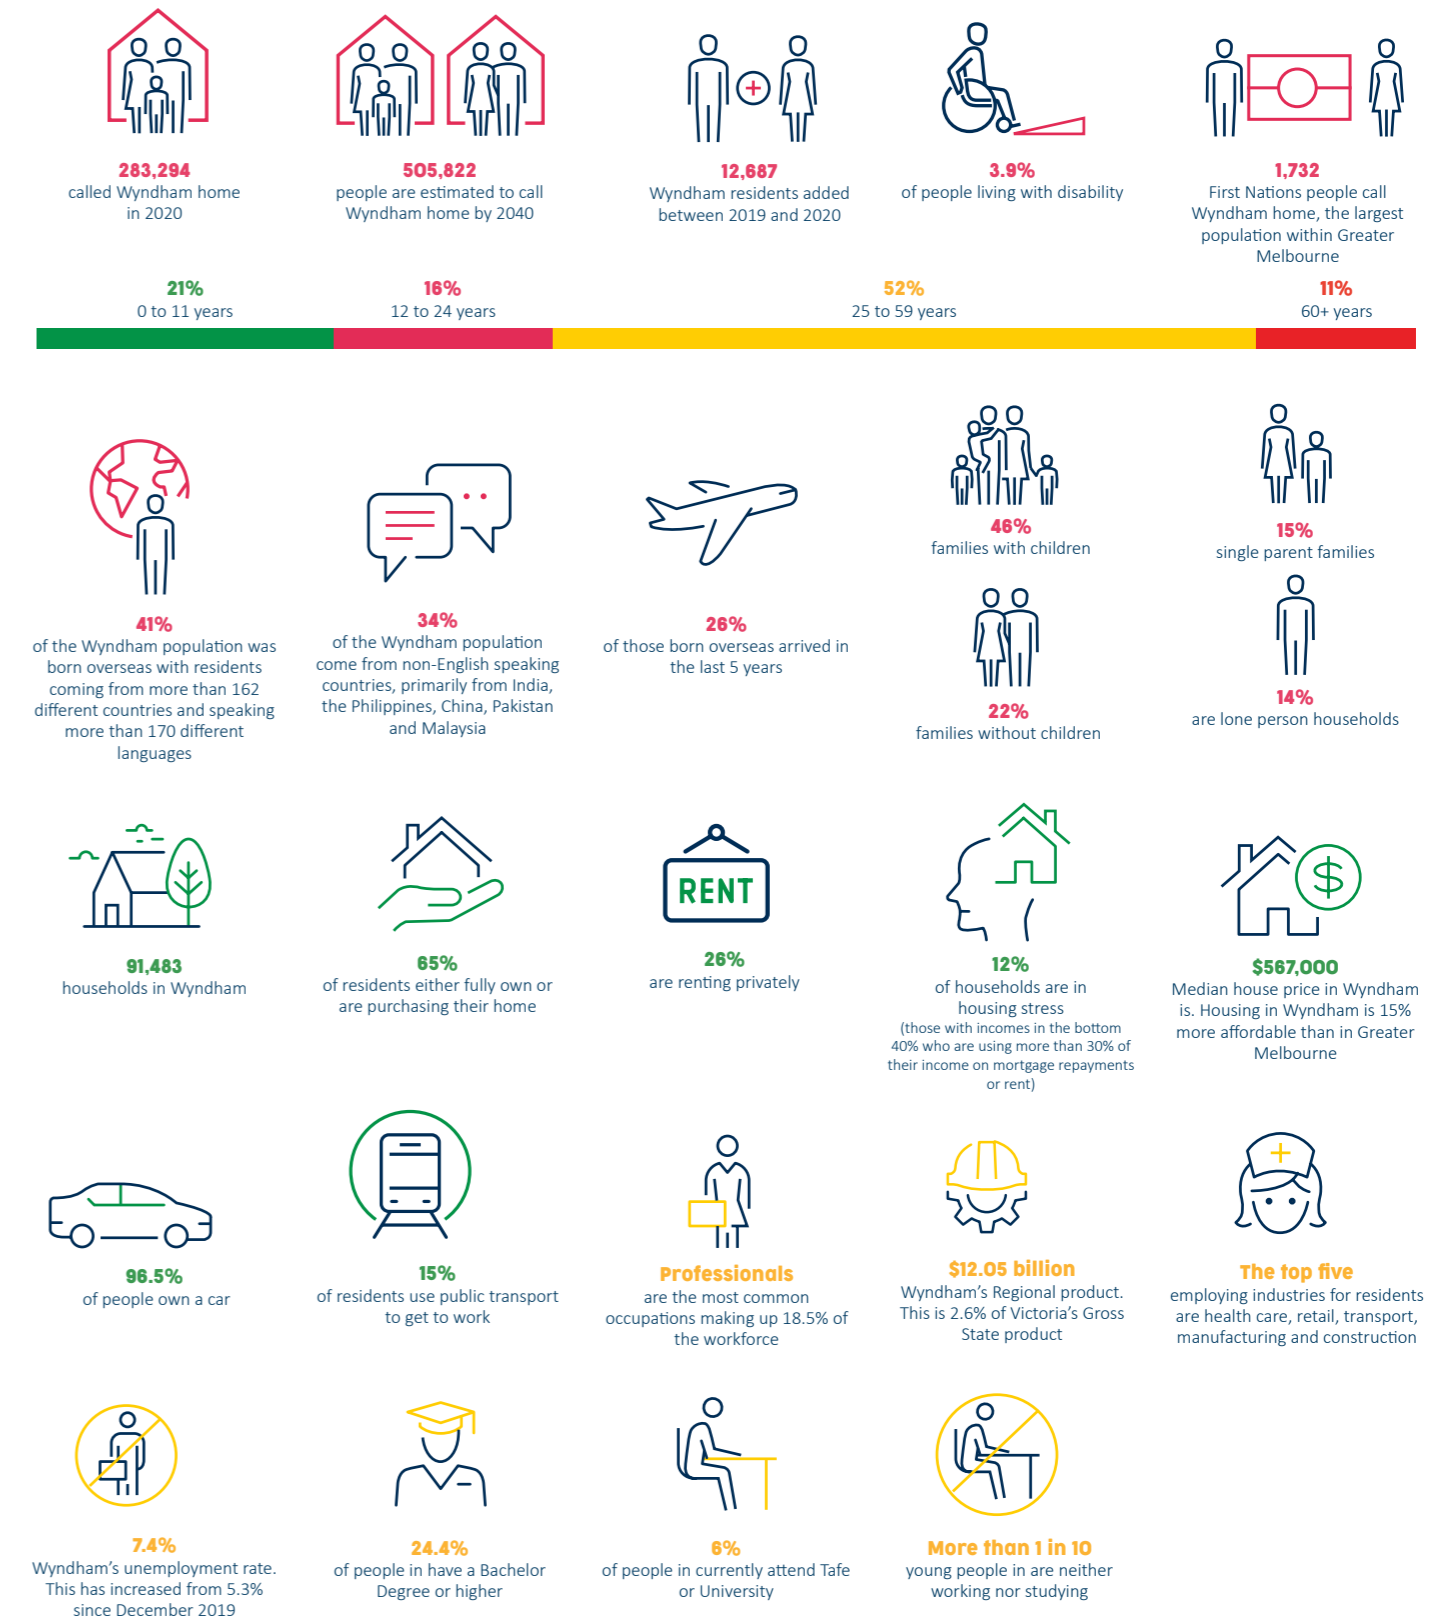 283,294
called Wyndham home
in 2020
505,822
people are estimated to call
Wyndham home by 2040
12,687
Wyndham residents added
between 2019 and 2020
3.9%
of people living with disability
1,732
First Nations people call
Wyndham home, the largest
population within Greater
Melbourne
21%
0 to 11 years
16%
12 to 24 years
52%
25 to 59 years
11%
60+ years
41%
of the Wyndham population was
born overseas with residents
coming from more than 162
different countries and speaking
more than 170 different
languages
34%
of the Wyndham population
come from non-English speaking
countries, primarily from India,
the Philippines, China, Pakistan
and Malaysia
26%
of those born overseas arrived in
the last 5 years
46%
families with children
15%
single parent families
22%
families without children
14%
are lone person households
91,483
households in Wyndham
65%
of residents either fully own or
are purchasing their home
RENT
26%
are renting privately
12%
of households are in
housing stress
(those with incomes in the bottom
40% who are using more than 30% of
their income on mortgage repayments
or rent)
$
$567,000
Median house price in Wyndham
is. Housing in Wyndham is 15%
more affordable than in Greater
Melbourne
96.5%
of people own a car
15%
of residents use public transport
to get to work
Professionals
are the most common
occupations making up 18.5% of
the workforce
$12.05 billion
Wyndham's Regional product.
This is 2.6% of Victoria's Gross
State product
The top five
employing industries for residents
are health care, retail, transport,
manufacturing and construction
7.4%
Wyndham's unemployment rate.
This has increased from 5.3%
since December 2019
24.4%
of people in have a Bachelor
Degree or higher
6%
of people in currently attend Tafe
or University
More than 1 in 10
young people in are neither
working nor studying